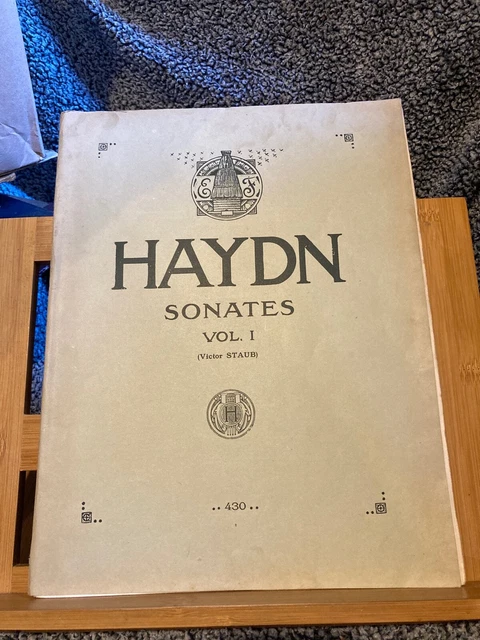 E F
HAYDN
SONATES
VOL. I
(Victor STAUB)
H
.. 430 ..